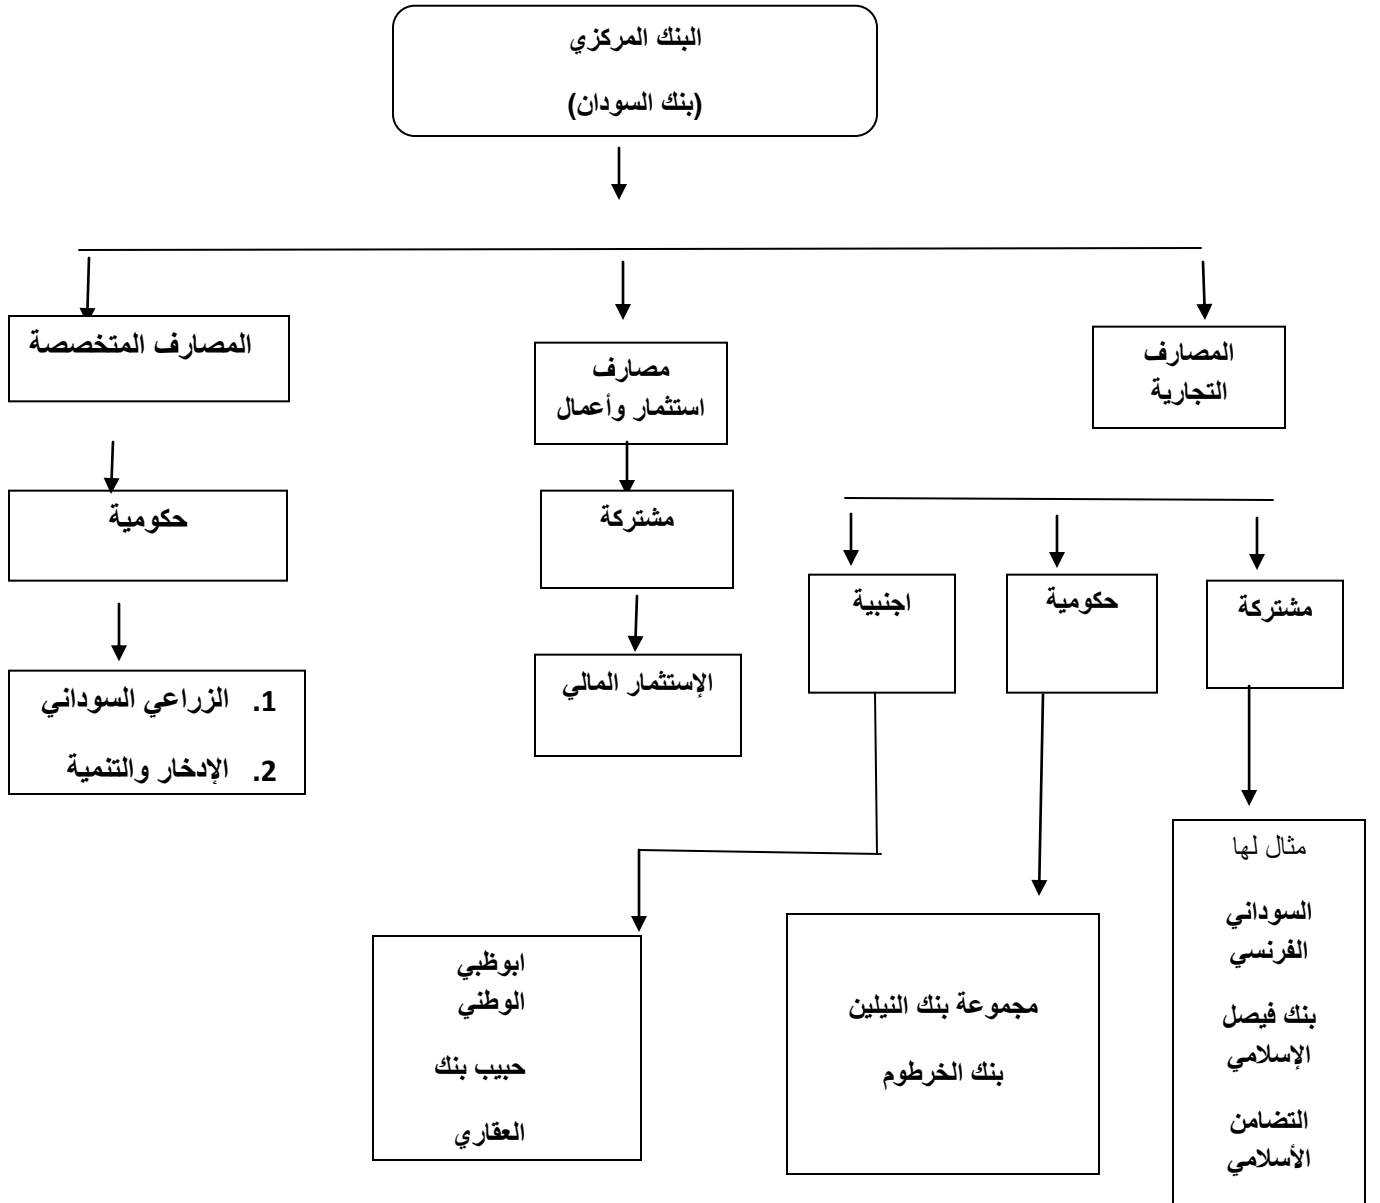 البنك المركزي
(بنك السودان)
المصارف
التجارية
مصارف
استثمار وأعمال
المصارف المتخصصة
مشتركة
حكومية
اجنبية
مشتركة
حكومية
مثال لها
السوداني
الفرنسي
بنك فيصل
الإسلامي
التضامن
الأسلامي
مجموعة بنك النيلين
بنك الخرطوم
ابوظبي
الوطني
حبيب بنك
العقاري
الإستثمار المالي
1. الزراعي السوداني
2. الإدخار والتنمية